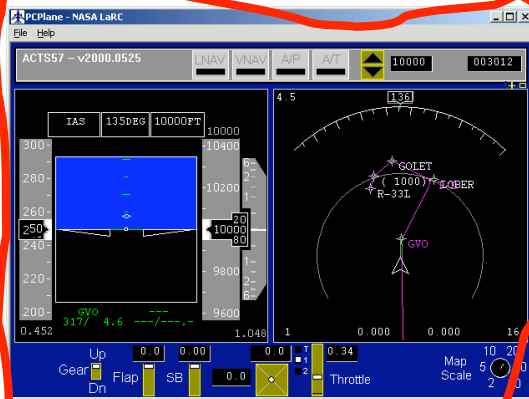 PCPlane - NASA LaRC
File Help
ACTS57 – v2000.0525
LNAV VNAV A/P A/T 10000 003012
IAS 135DEG 10000FT
10000
300
280
260
250
240
220
200
10400
10200
20
10000
80
9800
9600
6
2
1
1
2
6
GVO
317/ 4.6 ---/---.-
0.452 1.048
4.5 136
GOLET
( 1000)
R-33L
GVO
1 0.000 0.000 16
Up 0.0 0.00 0.0 T 0.34
Gear 1
Dn Flap SB 0.0 2 Throttle
Map Scale
10 20
5
2